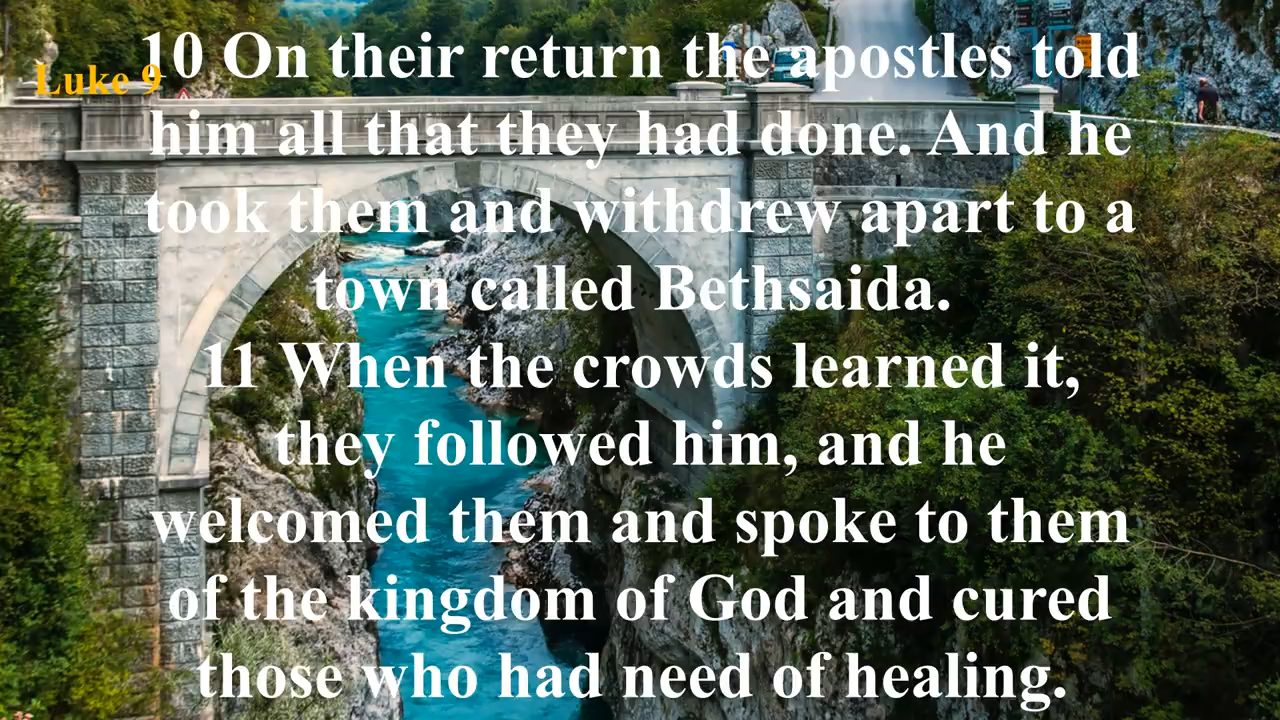 Luke 9
10 On their return the apostles told
him all that they had done. And he
took them and withdrew apart to a
town called Bethsaida.
11 When the crowds learned it,
they followed him, and he
welcomed them and spoke to them
of the kingdom of God and cured
those who had need of healing.